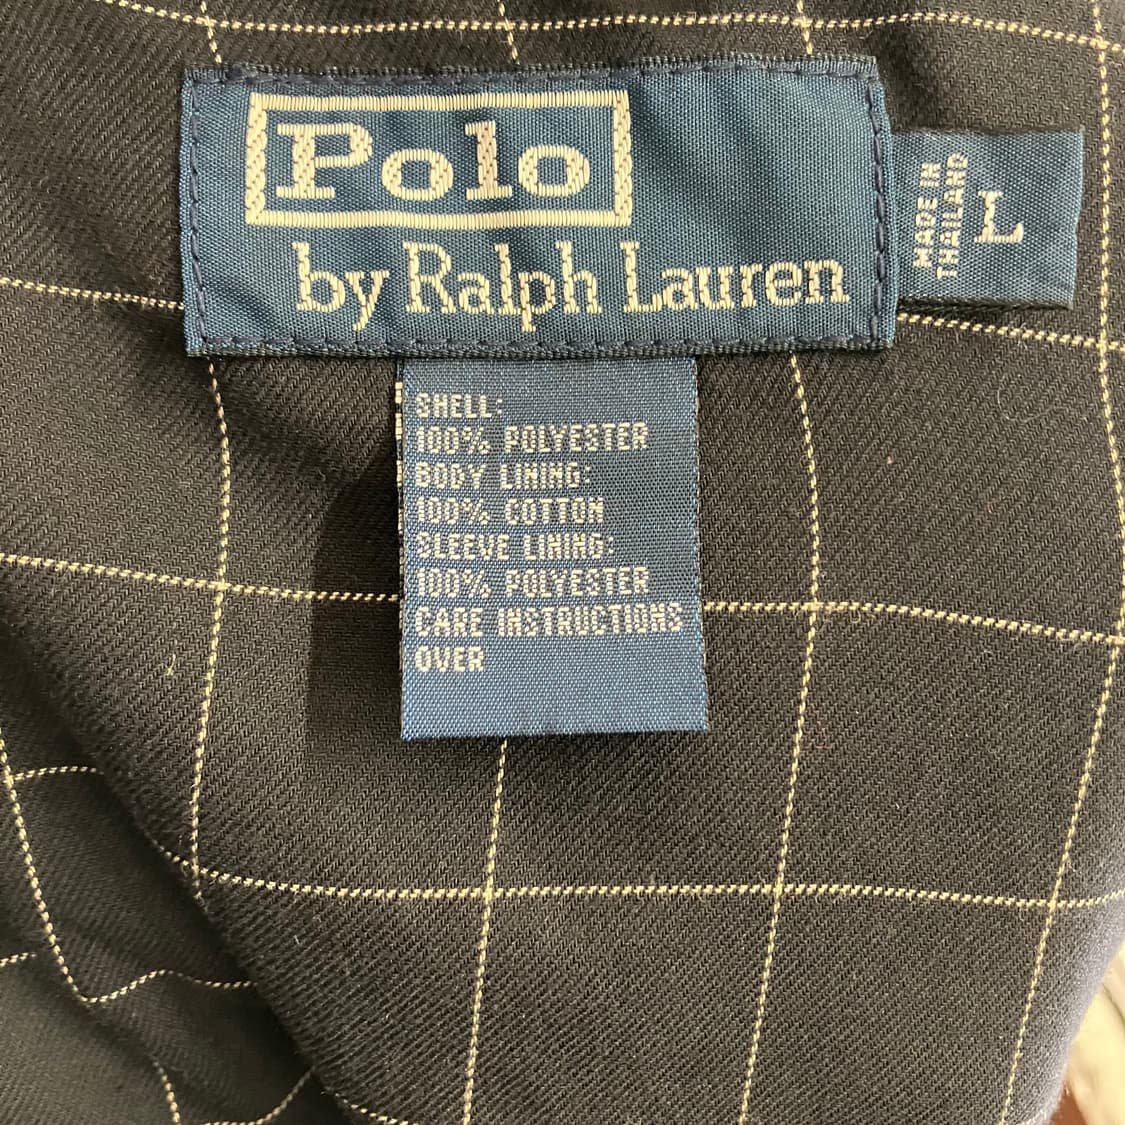 Polo
by Ralph Lauren
MADE IN
THAILAND
L
SHELL:
100% POLYESTER
BODY LINING:
100% COTTON
SLEEVE LINING:
100% POLYESTER
CARE INSTRUCTIONS
OVER